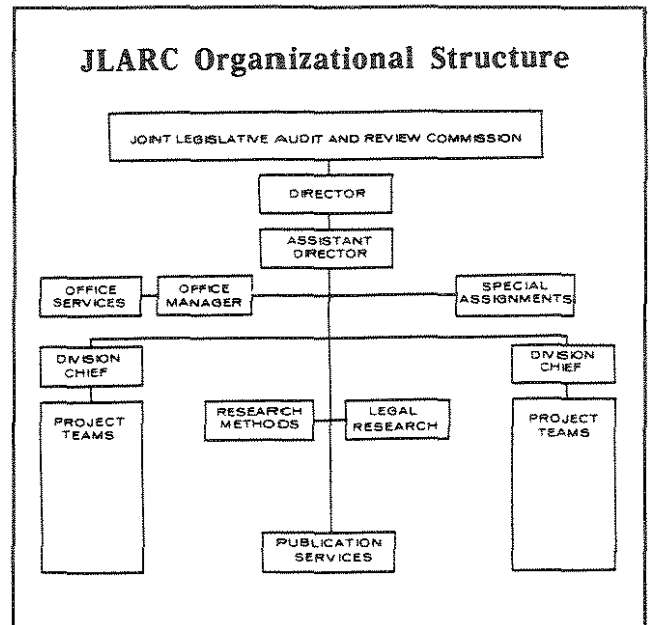 JLARC Organizational Structure
JOINT LEGISLATIVE AUDIT AND REVIEW COMMISSION
DIRECTOR
ASSISTANT
DIRECTOR
OFFICE
SERVICES
OFFICE
MANAGER
SPECIAL
ASSIGNMENTS
DIVISION
CHIEF
DIVISION
CHIEF
PROJECT
TEAMS
RESEARCH
METHODS
LEGAL
RESEARCH
PROJECT
TEAMS
PUBLICATION
SERVICES